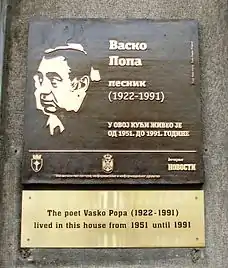 Васко
Попа
песник
(1922-1991)
У ОВОЈ КУЋИ ЖИВЕО ЈЕ
ОД 1951. ДО 1991. ГОДИНЕ
Вечерње
НОВОСТИ
The poet Vasko Popa (1922-1991)
lived in this house from 1951 until 1991